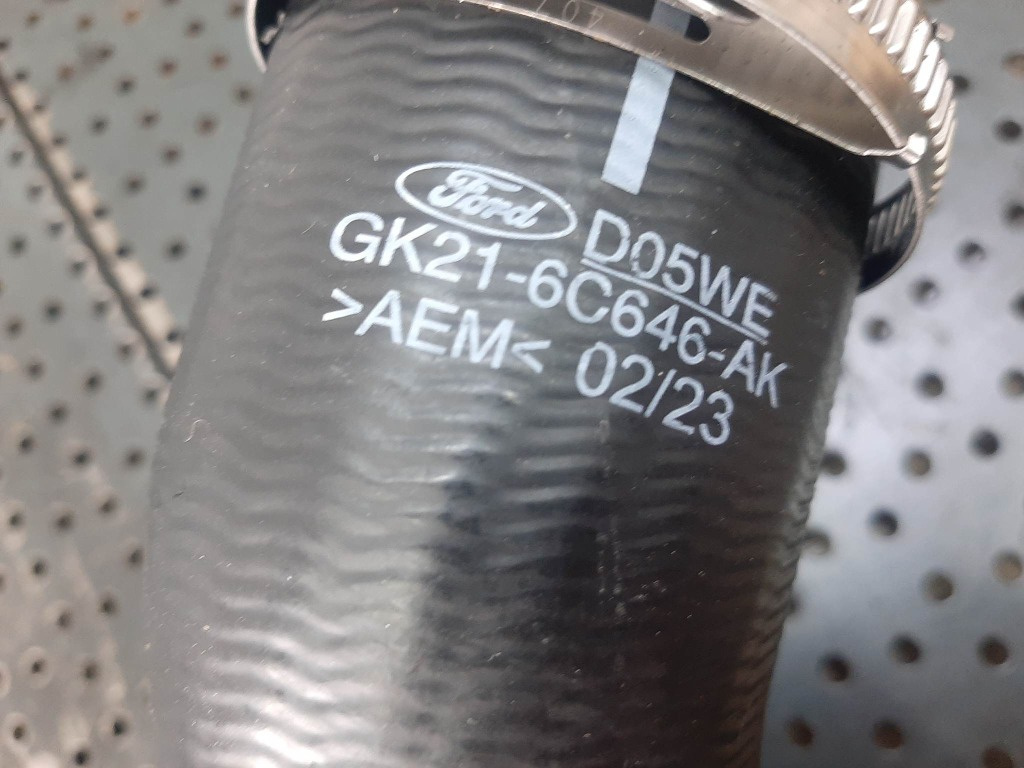 Ford D05WE
GK21-6C646-AK
>AEM< 02/23